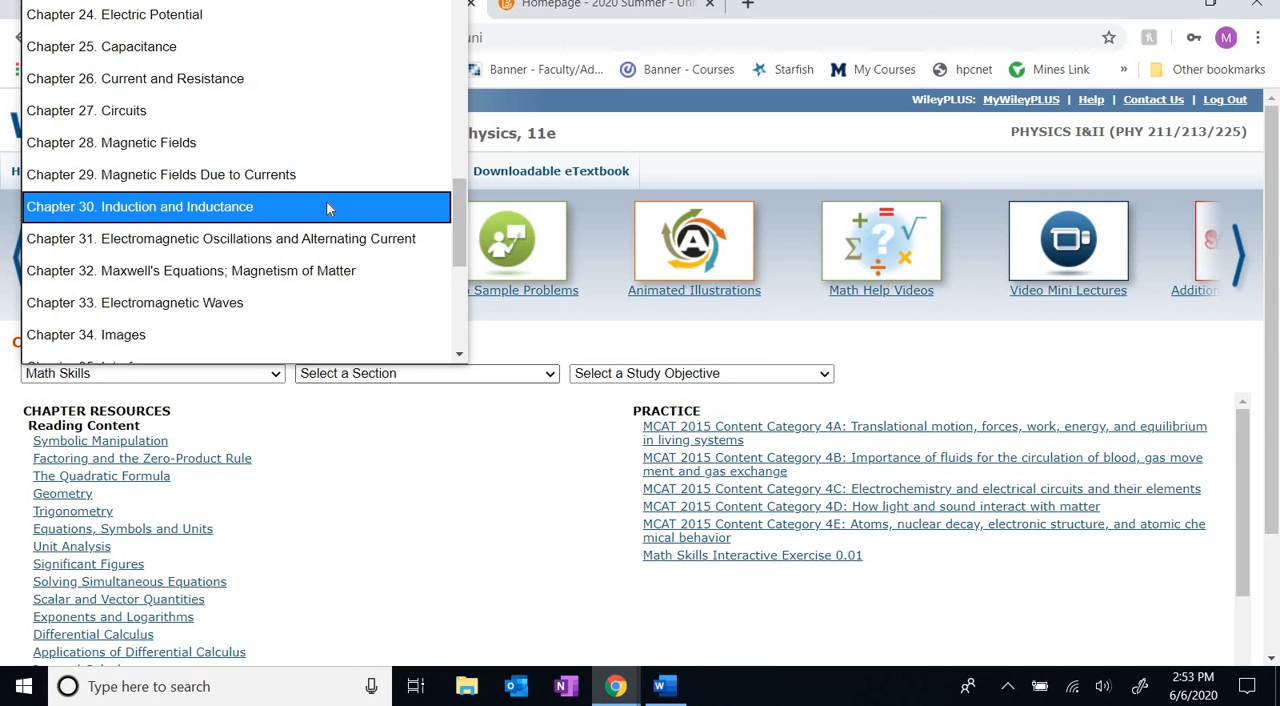 Chapter 24. Electric Potential
Chapter 25. Capacitance
Chapter 26. Current and Resistance
Chapter 27. Circuits
Chapter 28. Magnetic Fields
Chapter 29. Magnetic Fields Due to Currents
Chapter 30. Induction and Inductance
Chapter 31. Electromagnetic Oscillations and Alternating Current
Chapter 32. Maxwell's Equations; Magnetism of Matter
Chapter 33. Electromagnetic Waves
Chapter 34. Images
Homepage - 2020 Summer - Uni
uni
M
Banner - Faculty/Ad...
Banner - Courses
Starfish
My Courses
hpcnet
Mines Link
»
Other bookmarks
WileyPLUS: MyWileyPLUS | Help | Contact Us | Log Out
hysics, 11e
PHYSICS I&II (PHY 211/213/225)
Downloadable eTextbook
Sample Problems
Animated Illustrations
Math Help Videos
Video Mini Lectures
Addition
Math Skills
Select a Section
Select a Study Objective
CHAPTER RESOURCES
Reading Content
Symbolic Manipulation
Factoring and the Zero-Product Rule
The Quadratic Formula
Geometry
Trigonometry
Equations, Symbols and Units
Unit Analysis
Significant Figures
Solving Simultaneous Equations
Scalar and Vector Quantities
Exponents and Logarithms
Differential Calculus
Applications of Differential Calculus
PRACTICE
MCAT 2015 Content Category 4A: Translational motion, forces, work, energy, and equilibrium
in living systems
MCAT 2015 Content Category 4B: Importance of fluids for the circulation of blood, gas move
ment and gas exchange
MCAT 2015 Content Category 4C: Electrochemistry and electrical circuits and their elements
MCAT 2015 Content Category 4D: How light and sound interact with matter
MCAT 2015 Content Category 4E: Atoms, nuclear decay, electronic structure, and atomic che
mical behavior
Math Skills Interactive Exercise 0.01
Type here to search
2:53 PM
6/6/2020